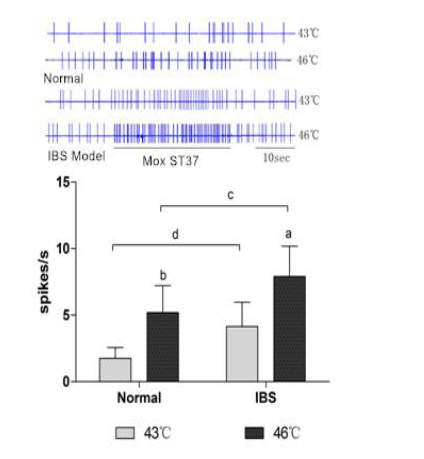 43℃
46℃
Normal
43℃
46℃
IBS Model Mox ST37 10sec
15
c
d
a
10
b
spikes/s
5
0
Normal IBS
43℃ 46℃